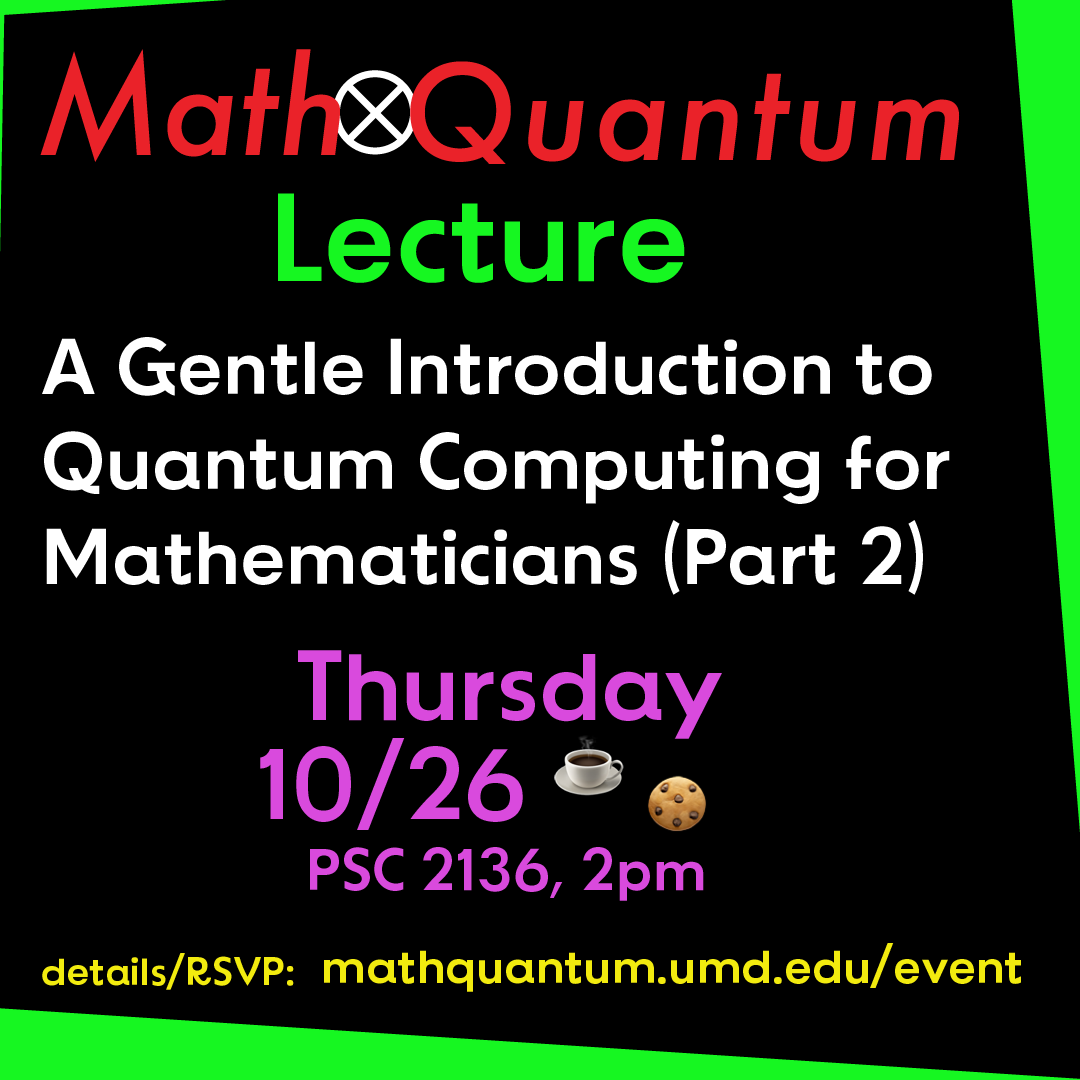 Math⊗Quantum
Lecture
A Gentle Introduction to
Quantum Computing for
Mathematicians (Part 2)
Thursday
10/26
PSC 2136, 2pm
details/RSVP: mathquantum.umd.edu/event